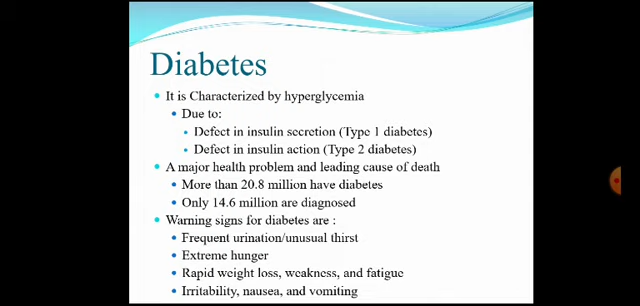 Diabetes
It is Characterized by hyperglycemia
Due to:
Defect in insulin secretion (Type 1 diabetes)
Defect in insulin action (Type 2 diabetes)
A major health problem and leading cause of death
More than 20.8 million have diabetes
Only 14.6 million are diagnosed
Warning signs for diabetes are :
Frequent urination/unusual thirst
Extreme hunger
Rapid weight loss, weakness, and fatigue
Irritability, nausea, and vomiting